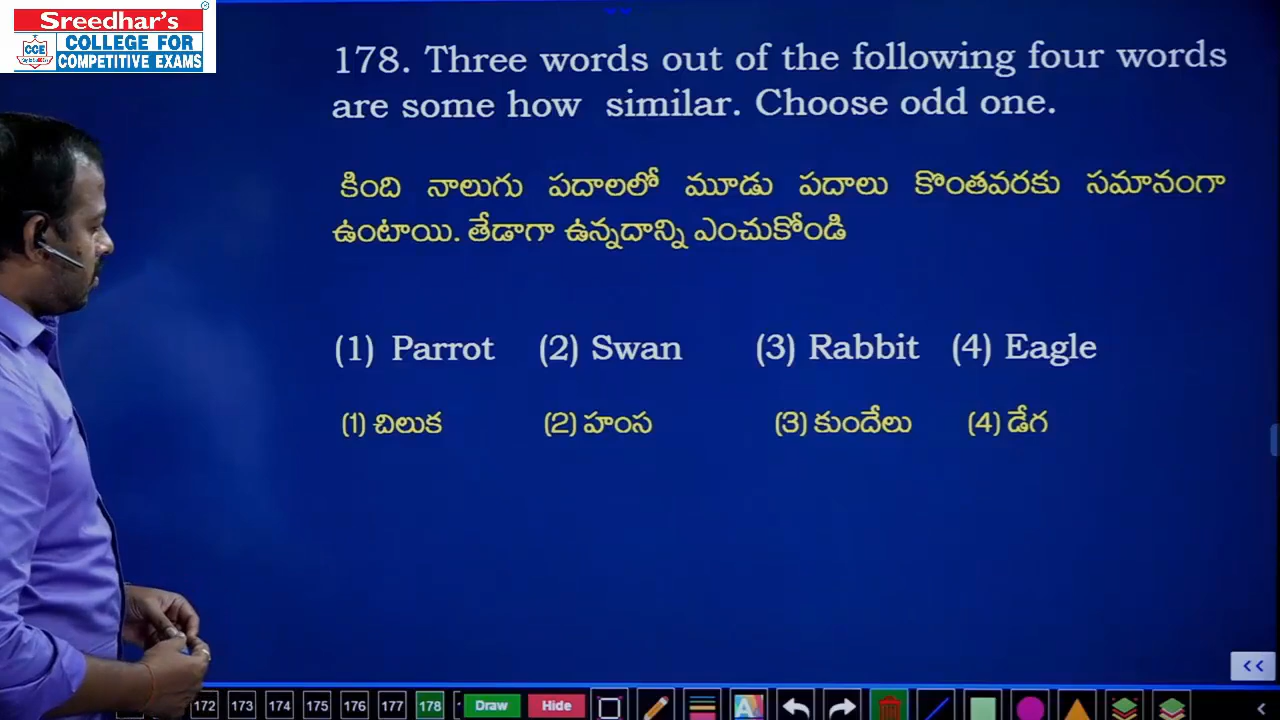 Sreedhar's
CCE
COLLEGE FOR
COMPETITIVE EXAMS
178. Three words out of the following four words
are some how similar. Choose odd one.
కింది నాలుగు పదాలలో మూడు పదాలు కొంతవరకు సమానంగా
ఉంటాయి. తేడాగా ఉన్నదాన్ని ఎంచుకోండి
(1) Parrot (2) Swan (3) Rabbit (4) Eagle
(1) చిలుక (2) హంస (3) కుందేలు (4) డేగ
<<
172 173 174 175 176 177 178 Draw Hide